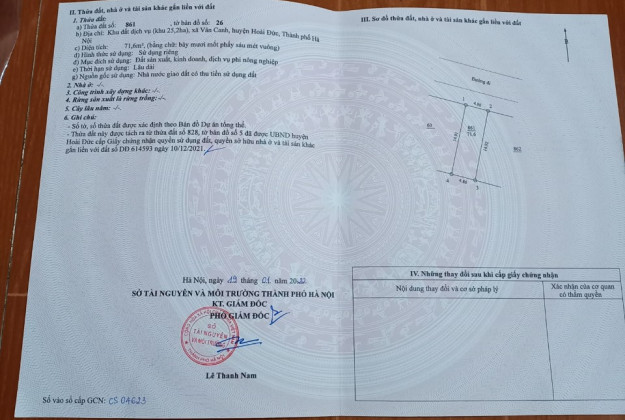 II. Thửa đất, nhà ở và tài sản khác gắn liền với đất
1. Thửa đất:
a) Thửa đất số: 861 , tờ bản đồ số: 26
b) Địa chỉ: Khu đất dịch vụ (khu 25,2ha), xã Vân Canh, huyện Hoài Đức, Thành phố Hà
Nội
c) Diện tích: 71,6m², (bằng chữ: bảy mươi mốt phẩy sáu mét vuông)
d) Hình thức sử dụng: Sử dụng riêng
đ) Mục đích sử dụng: Đất sản xuất, kinh doanh, dịch vụ phi nông nghiệp
e) Thời hạn sử dụng: Lâu dài
g) Nguồn gốc sử dụng: Nhà nước giao đất có thu tiền sử dụng đất
2. Nhà ở: -/-
3. Công trình xây dựng khác: -/-
4. Rừng sản xuất là rừng trồng: -/-
5. Cây lâu năm: -/-
6. Ghi chú:
- Số tờ, số thửa đất được xác định theo Bản đồ Dự án tổng thể.
- Thửa đất này được tách ra từ thửa đất số 828, tờ bản đồ số 5 đã được UBND huyện
Hoài Đức cấp Giấy chứng nhận quyền sử dụng đất, quyền sở hữu nhà ở và tài sản khác
gắn liền với đất số DD 614593 ngày 10/12/2021.
Hà Nội, ngày 19 tháng 01 năm 20
SỞ TÀI NGUYÊN VÀ MÔI TRƯỜNG THÀNH PHỐ HÀ NỘI
KT. GIÁM ĐỐC
PHÓ GIÁM ĐỐC
SỞ
TÀI NGUYÊN
VÀ MÔI TRƯỜNG
Lê Thanh Nam
Số vào sổ cấp GCN: CS 04623
III. Sơ đồ thửa đất, nhà ở và tài sản khác gắn liền với đất
1
2
861
862
4
3
IV. Những thay đổi sau khi cấp giấy chứng nhận
Nội dung thay đổi và cơ sở pháp lý
Xác nhận của cơ quan
có thẩm quyền